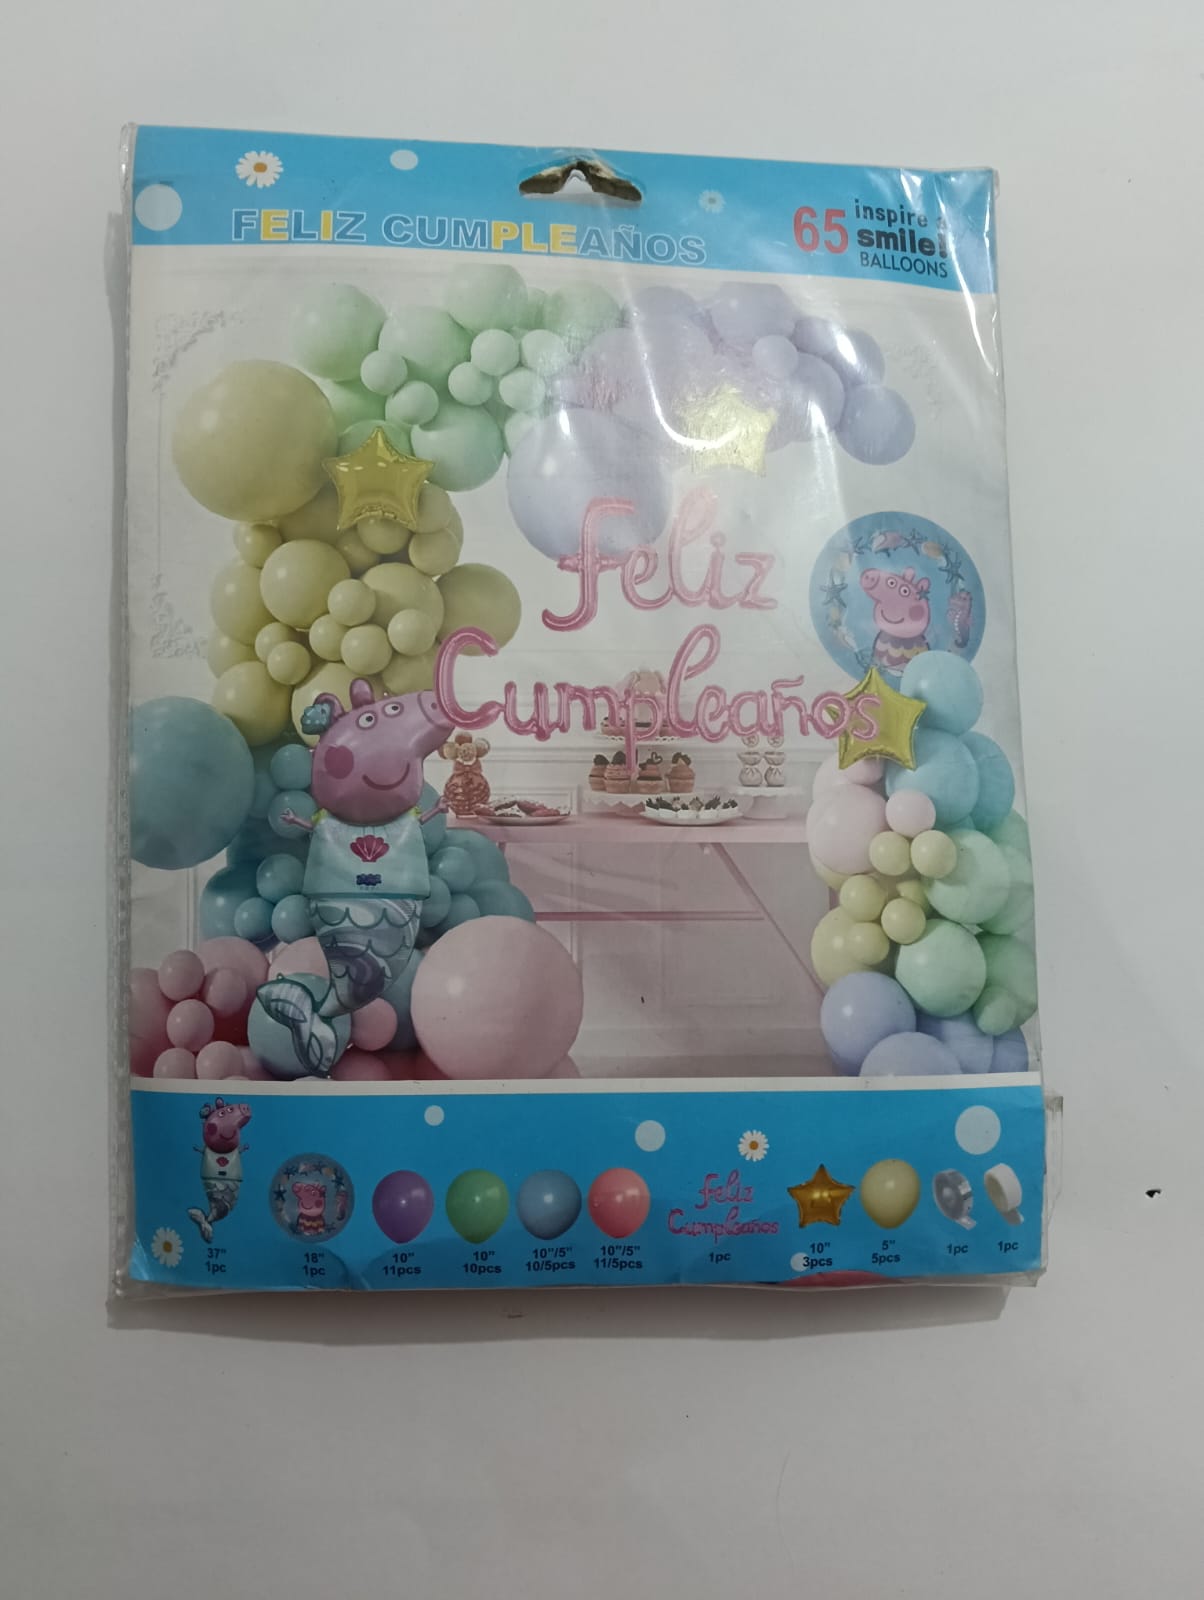 FELIZ CUMPLEAÑOS
65 inspire a
smile!
BALLOONS
Feliz
Cumpleaños
Feliz
Cumpleaños
37"
1pc
18"
1pc
10"
11pcs
10"
10pcs
10"/5"
10/5pcs
10"/5"
11/5pcs
1pc
10"
3pcs
5"
5pcs
1pc
1pc